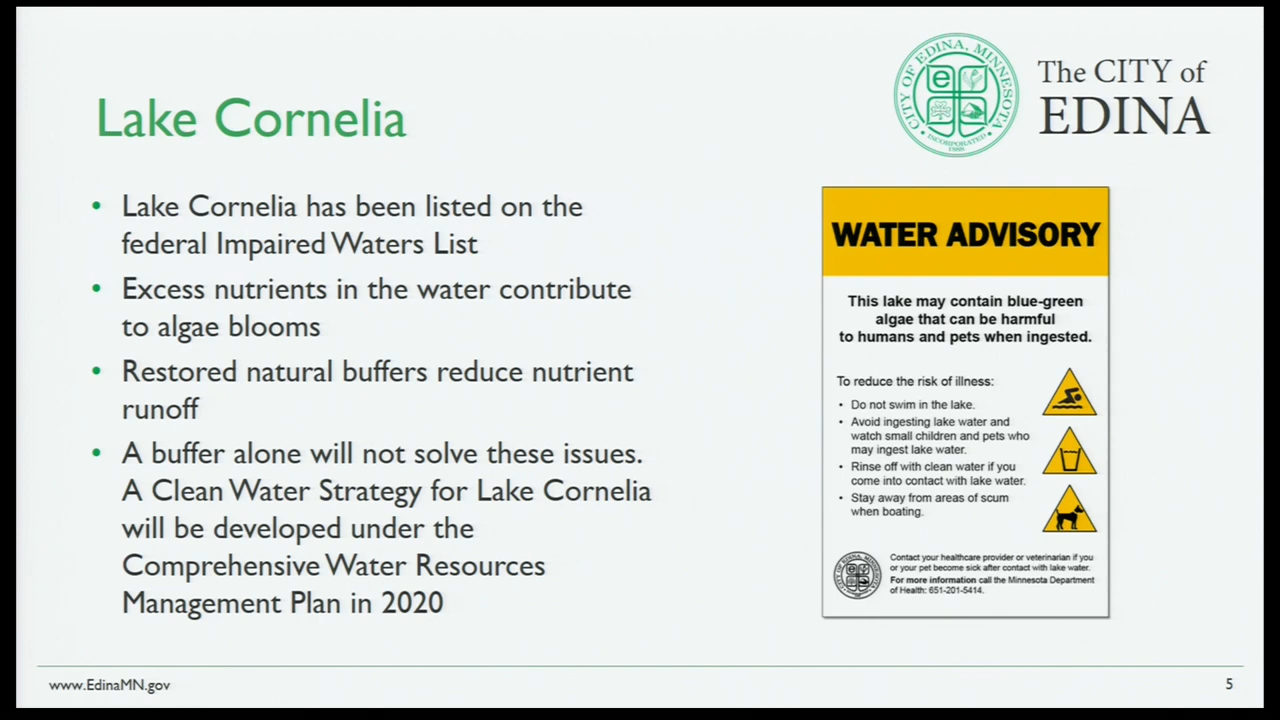 CITY OF EDINA, MINNESOTA
e
INCORPORATED
1888
The CITY of
EDINA
Lake Cornelia
• Lake Cornelia has been listed on the
federal Impaired Waters List
• Excess nutrients in the water contribute
to algae blooms
• Restored natural buffers reduce nutrient
runoff
• A buffer alone will not solve these issues.
A Clean Water Strategy for Lake Cornelia
will be developed under the
Comprehensive Water Resources
Management Plan in 2020
WATER ADVISORY
This lake may contain blue-green
algae that can be harmful
to humans and pets when ingested.
To reduce the risk of illness:
• Do not swim in the lake.
• Avoid ingesting lake water and
watch small children and pets who
may ingest lake water.
• Rinse off with clean water if you
come into contact with lake water.
• Stay away from areas of scum
when boating.
Contact your healthcare provider or veterinarian if you
or your pet become sick after contact with lake water.
For more information call the Minnesota Department
of Health: 651-201-5414.
www.EdinaMN.gov
5